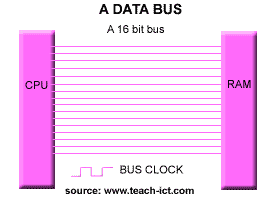 A DATA BUS
A 16 bit bus
CPU
RAM
BUS CLOCK
source: www.teach-ict.com